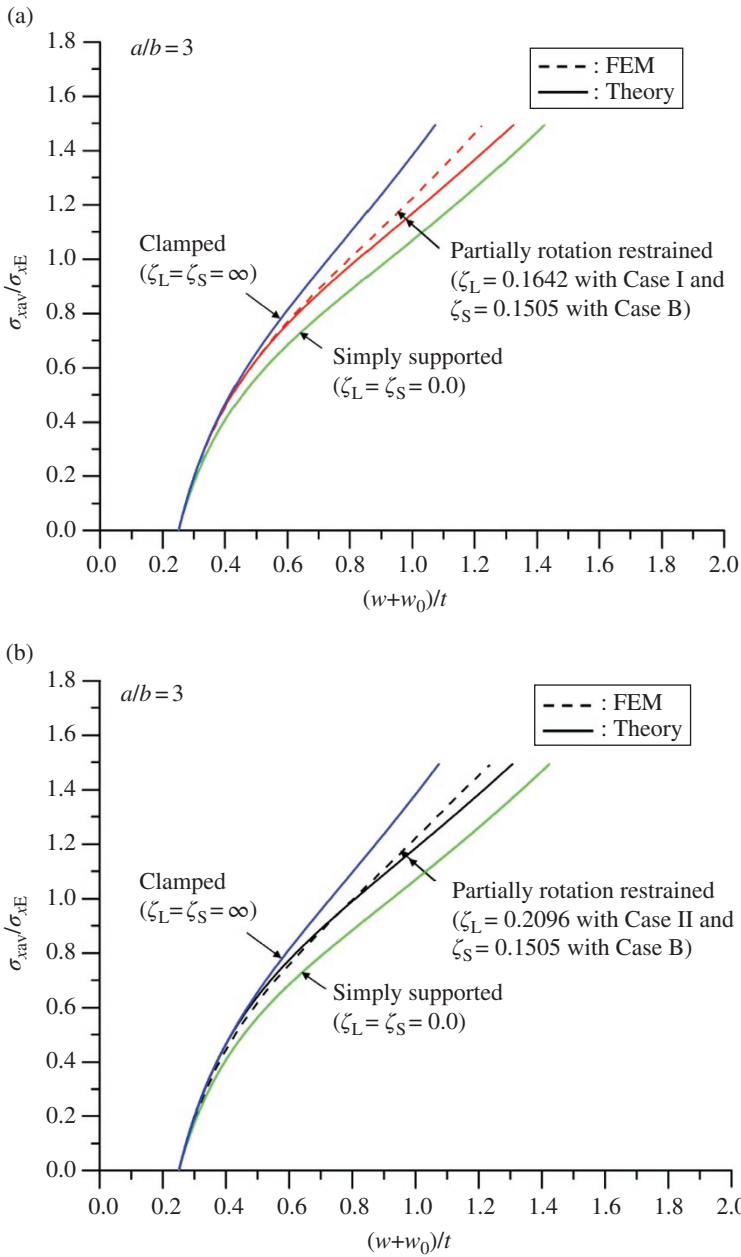 (a)
a/b = 3
- - - : FEM
— : Theory
1.8
1.6
1.4
1.2
1.0
0.8
0.6
0.4
0.2
0.0
σxav/σxE
Clamped
(ζL = ζS = ∞)
Partially rotation restrained
(ζL = 0.1642 with Case I and
ζS = 0.1505 with Case B)
Simply supported
(ζL = ζS = 0.0)
0.0 0.2 0.4 0.6 0.8 1.0 1.2 1.4 1.6 1.8 2.0
(w+w0)/t
(b)
a/b = 3
- - - : FEM
— : Theory
1.8
1.6
1.4
1.2
1.0
0.8
0.6
0.4
0.2
0.0
σxav/σxE
Clamped
(ζL = ζS = ∞)
Partially rotation restrained
(ζL = 0.2096 with Case II and
ζS = 0.1505 with Case B)
Simply supported
(ζL = ζS = 0.0)
0.0 0.2 0.4 0.6 0.8 1.0 1.2 1.4 1.6 1.8 2.0
(w+w0)/t